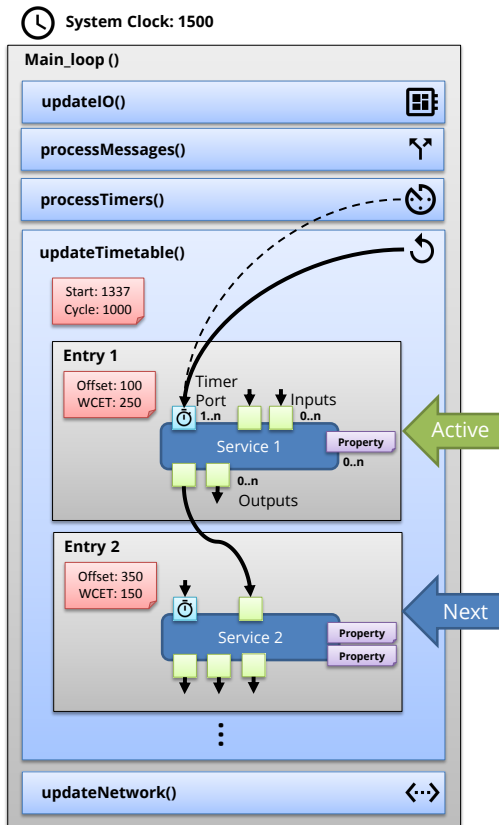 System Clock: 1500
Main_loop ()
updateIO()
processMessages()
processTimers()
updateTimetable()
Start: 1337
Cycle: 1000
Entry 1
Offset: 100
WCET: 250
Timer
Port
1..n
Inputs
0..n
Service 1
Property
0..n
0..n
Outputs
Active
Entry 2
Offset: 350
WCET: 150
Service 2
Property
Property
Next
updateNetwork()